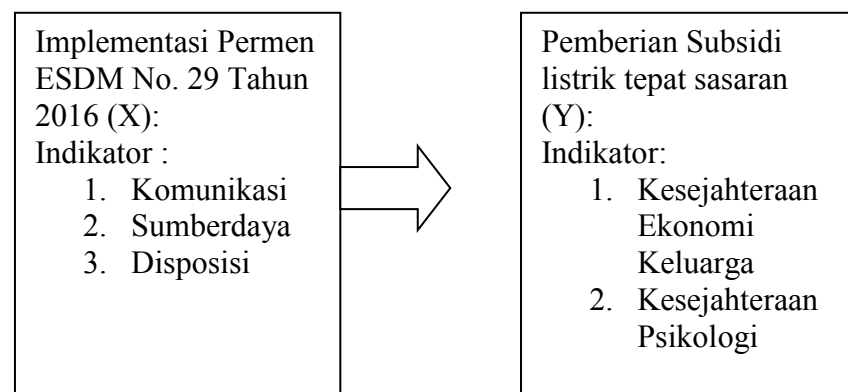 Implementasi Permen
ESDM No. 29 Tahun
2016 (X):
Indikator :
1. Komunikasi
2. Sumberdaya
3. Disposisi
Pemberian Subsidi
listrik tepat sasaran
(Y):
Indikator:
1. Kesejahteraan
Ekonomi
Keluarga
2. Kesejahteraan
Psikologi